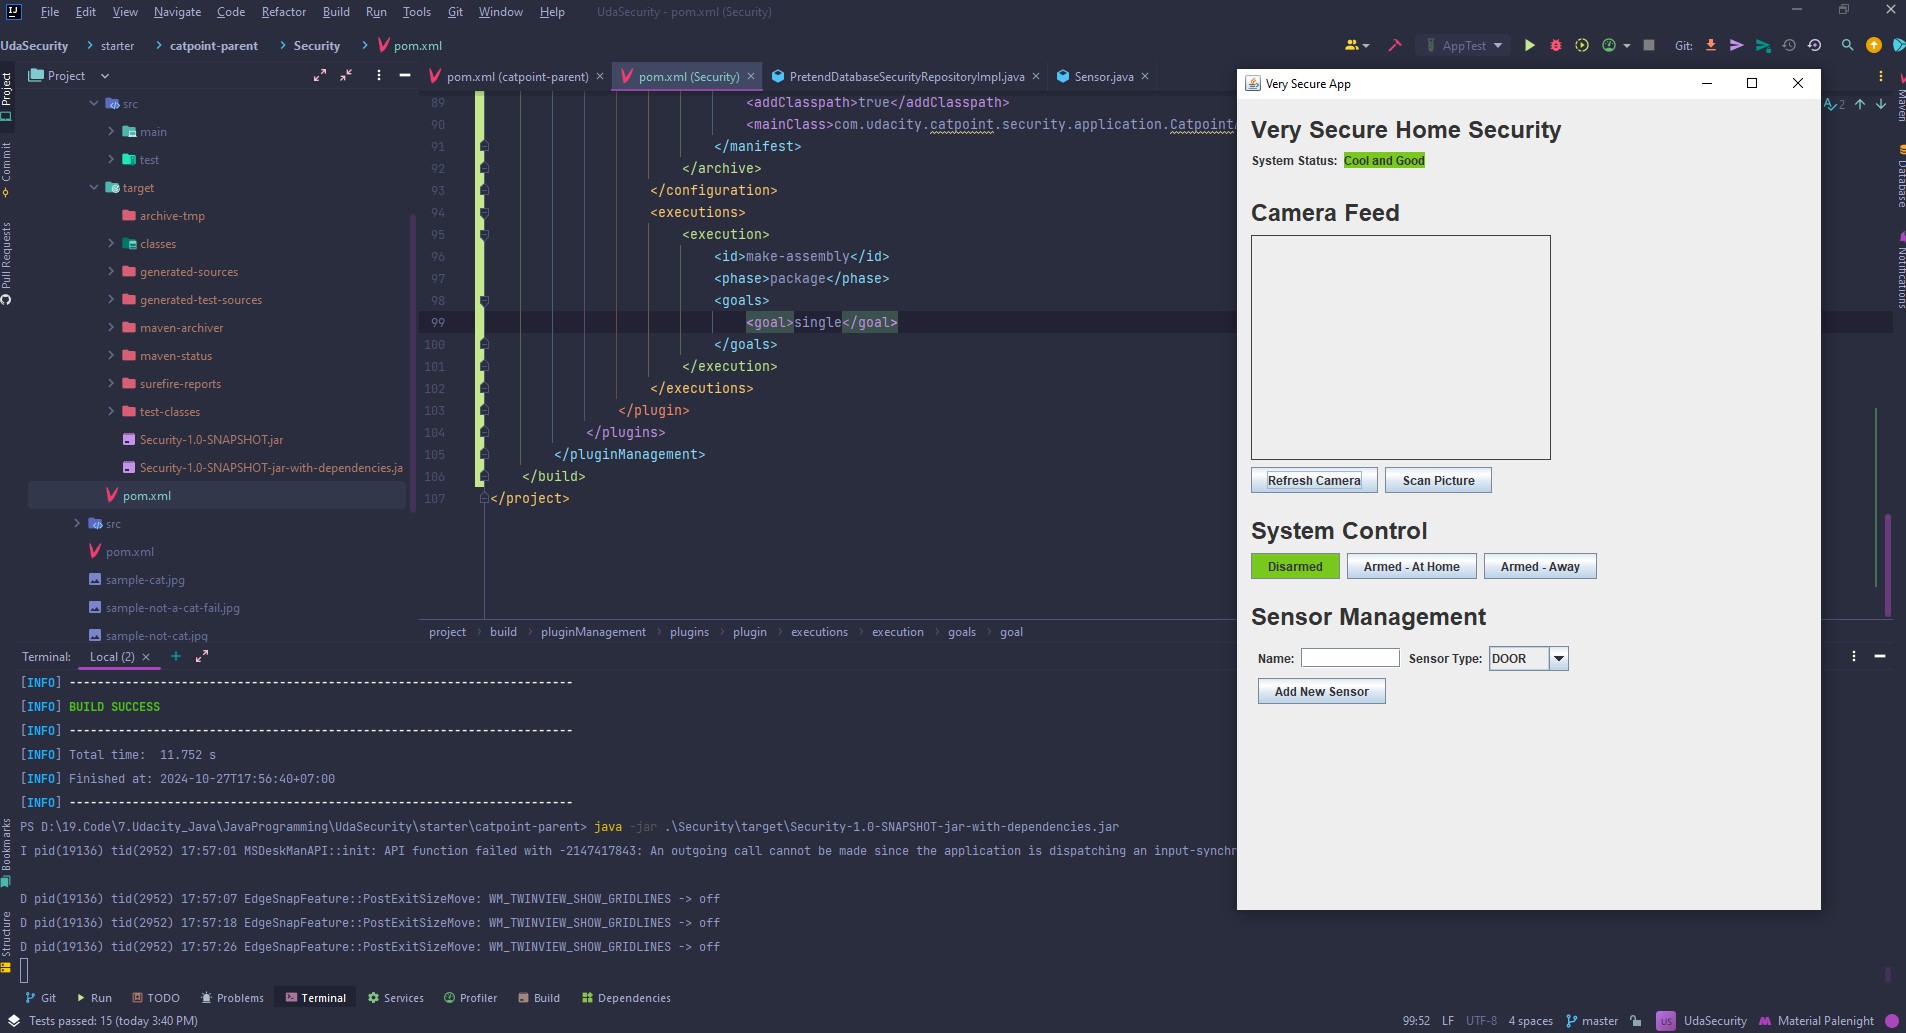 File Edit View Navigate Code Refactor Build Run Tools Git Window Help UdaSecurity - pom.xml (Security)
UdaSecurity starter catpoint-parent Security pom.xml AppTest Git:
Project
pom.xml (catpoint-parent) pom.xml (Security) PretendDatabaseSecurityRepositoryImpl.java Sensor.java
Project
Commit
Pull Requests
Bookmarks
Structure
src
main
test
target
archive-tmp
classes
generated-sources
generated-test-sources
maven-archiver
maven-status
surefire-reports
test-classes
Security-1.0-SNAPSHOT.jar
Security-1.0-SNAPSHOT-jar-with-dependencies.ja
pom.xml
src
pom.xml
sample-cat.jpg
sample-not-a-cat-fail.jpg
sample-not-cat.jpg
89 <addClasspath>true</addClasspath>
90 <mainClass>com.udacity.catpoint.security.application.Catpoint
91 </manifest>
92 </archive>
93 </configuration>
94 <executions>
95 <execution>
96 <id>make-assembly</id>
97 <phase>package</phase>
98 <goals>
99 <goal>single</goal>
100 </goals>
101 </execution>
102 </executions>
103 </plugin>
104 </plugins>
105 </pluginManagement>
106 </build>
107 </project>
project build pluginManagement plugins plugin executions execution goals goal
Very Secure App
Very Secure Home Security
System Status: Cool and Good
Camera Feed
Refresh Camera Scan Picture
System Control
Disarmed Armed - At Home Armed - Away
Sensor Management
Name: Sensor Type: DOOR
Add New Sensor
2
Maven
Database
Notifications
Terminal: Local (2)
[INFO] ------------------------------------------------------------------------
[INFO] BUILD SUCCESS
[INFO] ------------------------------------------------------------------------
[INFO] Total time:  11.752 s
[INFO] Finished at: 2024-10-27T17:56:40+07:00
[INFO] ------------------------------------------------------------------------
PS D:\19.Code\7.Udacity_Java\JavaProgramming\UdaSecurity\starter\catpoint-parent> java -jar .\Security\target\Security-1.0-SNAPSHOT-jar-with-dependencies.jar
I pid(19136) tid(2952) 17:57:01 MSDeskManAPI::init: API function failed with -2147417843: An outgoing call cannot be made since the application is dispatching an input-synchr
D pid(19136) tid(2952) 17:57:07 EdgeSnapFeature::PostExitSizeMove: WM_TWINVIEW_SHOW_GRIDLINES -> off
D pid(19136) tid(2952) 17:57:18 EdgeSnapFeature::PostExitSizeMove: WM_TWINVIEW_SHOW_GRIDLINES -> off
D pid(19136) tid(2952) 17:57:26 EdgeSnapFeature::PostExitSizeMove: WM_TWINVIEW_SHOW_GRIDLINES -> off
Git Run TODO Problems Terminal Services Profiler Build Dependencies
Tests passed: 15 (today 3:40 PM) 99:52 LF UTF-8 4 spaces master US UdaSecurity Material Palenight